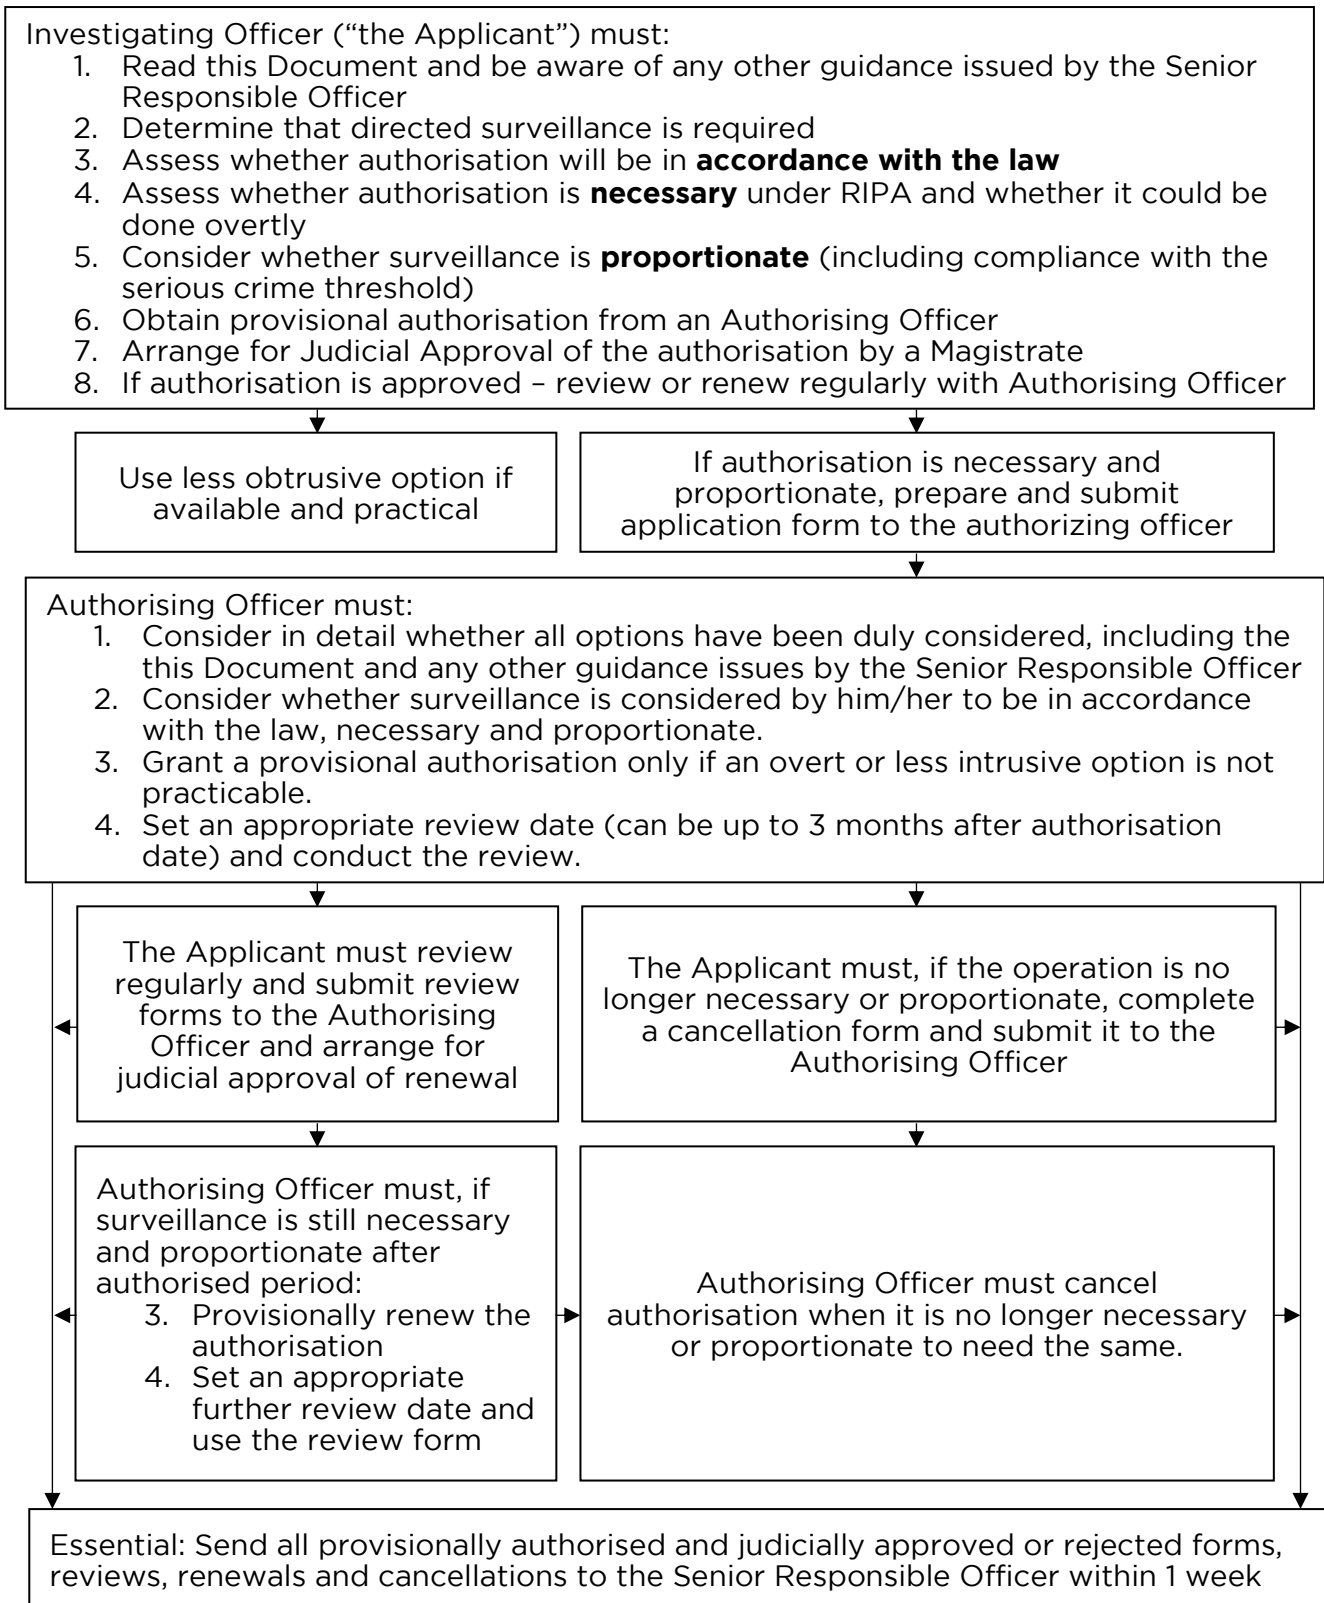 Investigating Officer (“the Applicant”) must:
1. Read this Document and be aware of any other guidance issued by the Senior
Responsible Officer
2. Determine that directed surveillance is required
3. Assess whether authorisation will be in accordance with the law
4. Assess whether authorisation is necessary under RIPA and whether it could be
done overtly
5. Consider whether surveillance is proportionate (including compliance with the
serious crime threshold)
6. Obtain provisional authorisation from an Authorising Officer
7. Arrange for Judicial Approval of the authorisation by a Magistrate
8. If authorisation is approved – review or renew regularly with Authorising Officer
Use less obtrusive option if
available and practical
If authorisation is necessary and
proportionate, prepare and submit
application form to the authorizing officer
Authorising Officer must:
1. Consider in detail whether all options have been duly considered, including the
this Document and any other guidance issues by the Senior Responsible Officer
2. Consider whether surveillance is considered by him/her to be in accordance
with the law, necessary and proportionate.
3. Grant a provisional authorisation only if an overt or less intrusive option is not
practicable.
4. Set an appropriate review date (can be up to 3 months after authorisation
date) and conduct the review.
The Applicant must review
regularly and submit review
forms to the Authorising
Officer and arrange for
judicial approval of renewal
The Applicant must, if the operation is no
longer necessary or proportionate, complete
a cancellation form and submit it to the
Authorising Officer
Authorising Officer must, if
surveillance is still necessary
and proportionate after
authorised period:
3. Provisionally renew the
authorisation
4. Set an appropriate
further review date and
use the review form
Authorising Officer must cancel
authorisation when it is no longer necessary
or proportionate to need the same.
Essential: Send all provisionally authorised and judicially approved or rejected forms,
reviews, renewals and cancellations to the Senior Responsible Officer within 1 week